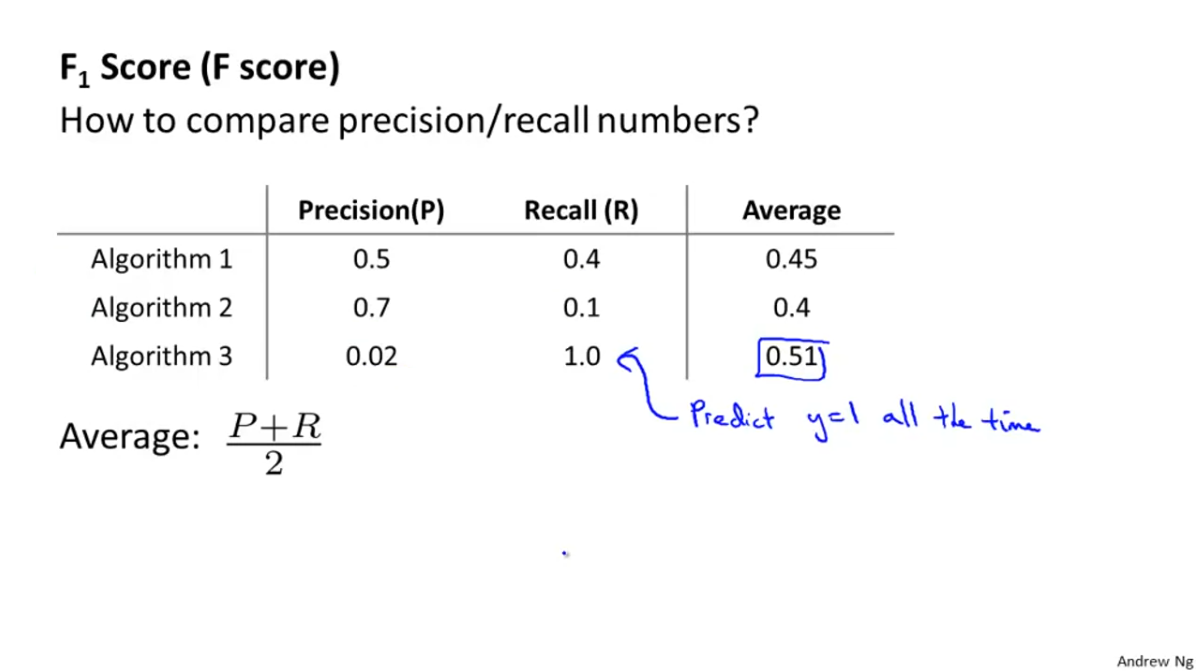 F₁ Score (F score)
How to compare precision/recall numbers?
Precision(P) Recall (R) Average
Algorithm 1 0.5 0.4 0.45
Algorithm 2 0.7 0.1 0.4
Algorithm 3 0.02 1.0 0.51
Predict y=1 all the time
Average: P+R
2
Andrew Ng